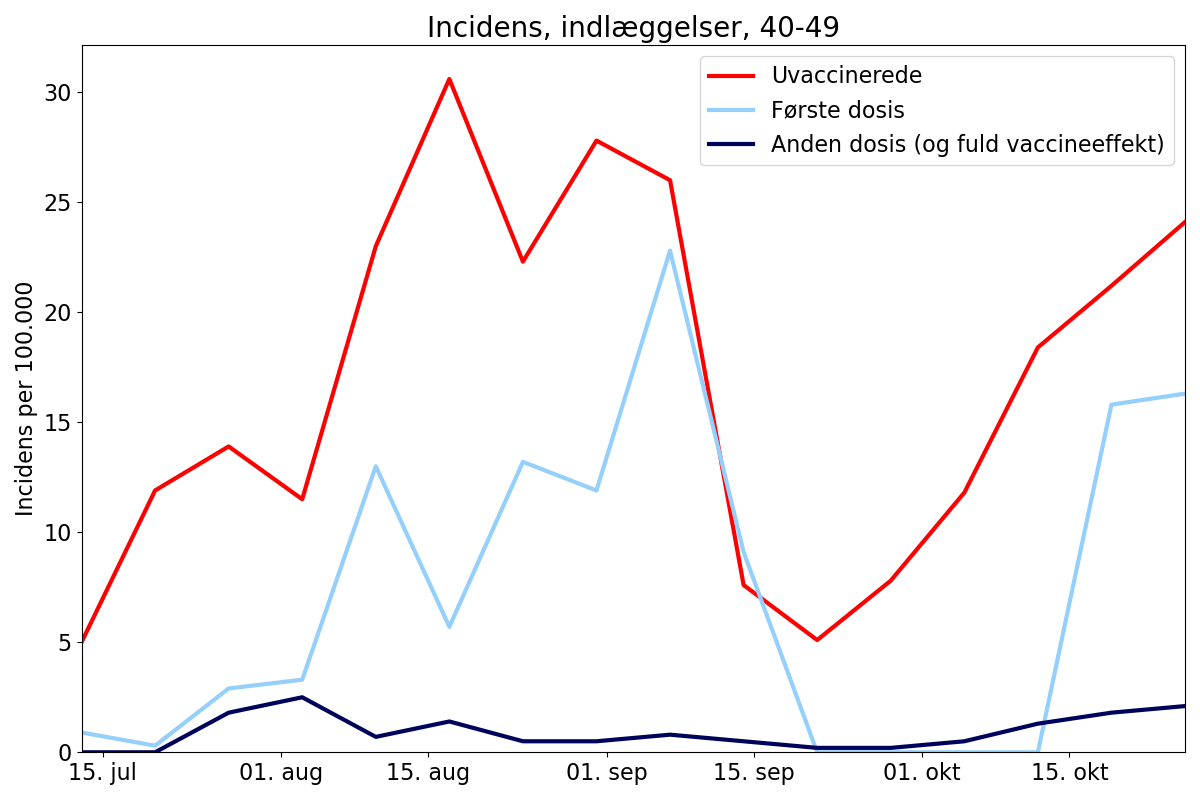 Incidens, indlæggelser, 40-49
Uvaccinerede
Første dosis
Anden dosis (og fuld vaccineeffekt)
Incidens per 100.000
30
25
20
15
10
5
0
15. jul
01. aug
15. aug
01. sep
15. sep
01. okt
15. okt